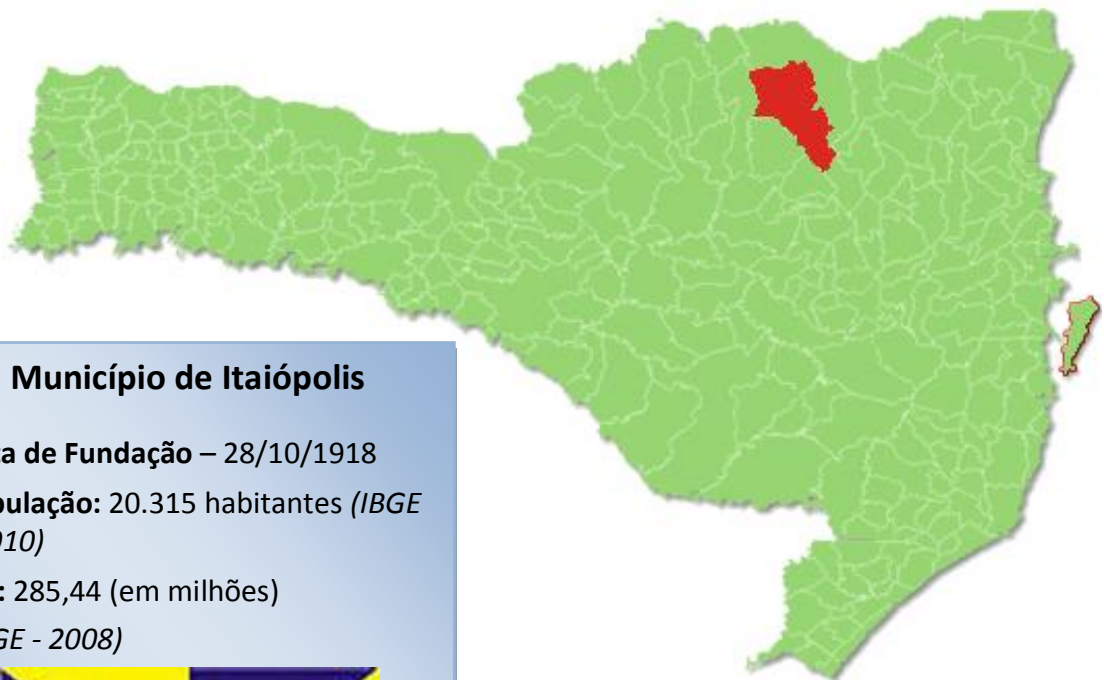 Município de Itaiópolis
ta de Fundação – 28/10/1918
pulação: 20.315 habitantes (IBGE
010)
: 285,44 (em milhões)
GE - 2008)